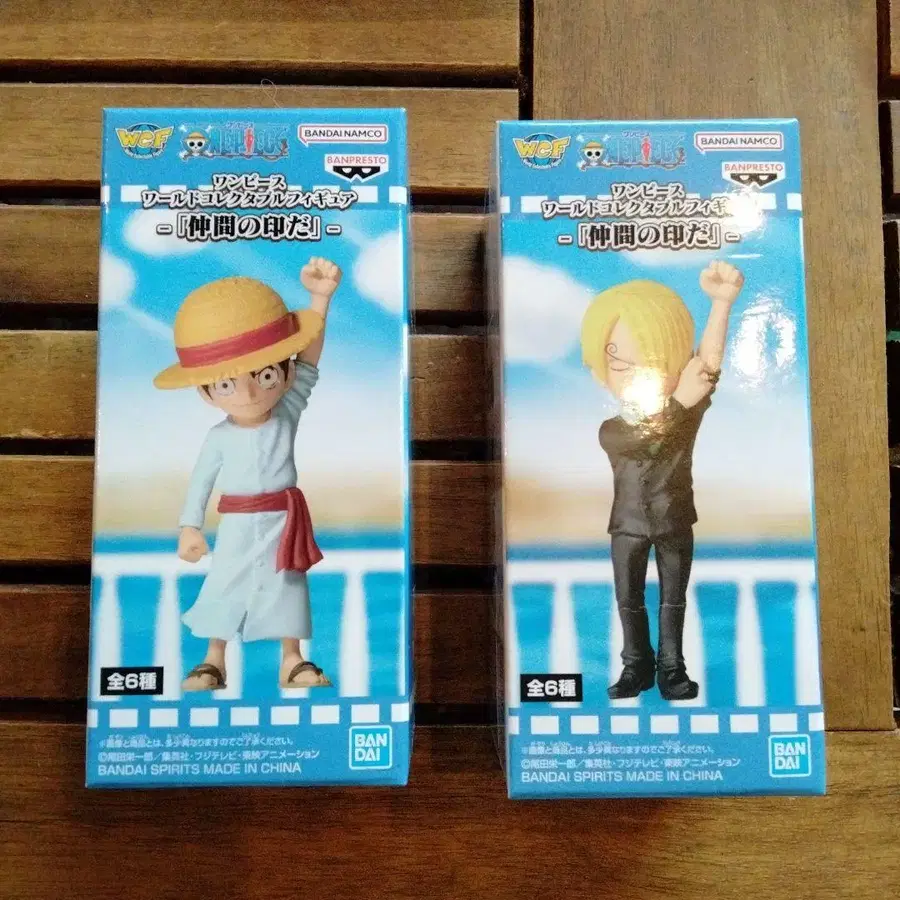 WCF
ONE PIECE
BANDAI NAMCO
BANPRESTO
ワンピース
ワールドコレクタブルフィギュア
-『仲間の印だ』-
全6種
※画像と商品とは、多少異なりますのでご了承ください。
©尾田栄一郎/集英社・フジテレビ・東映アニメーション
BANDAI SPIRITS MADE IN CHINA
BAN
DAI
WCF
ONE PIECE
BANDAI NAMCO
BANPRESTO
ワンピース
ワールドコレクタブルフィギュア
-『仲間の印だ』-
全6種
※画像と商品とは、多少異なりますのでご了承ください。
©尾田栄一郎/集英社・フジテレビ・東映アニメーション
BANDAI SPIRITS MADE IN CHINA
BAN
DAI